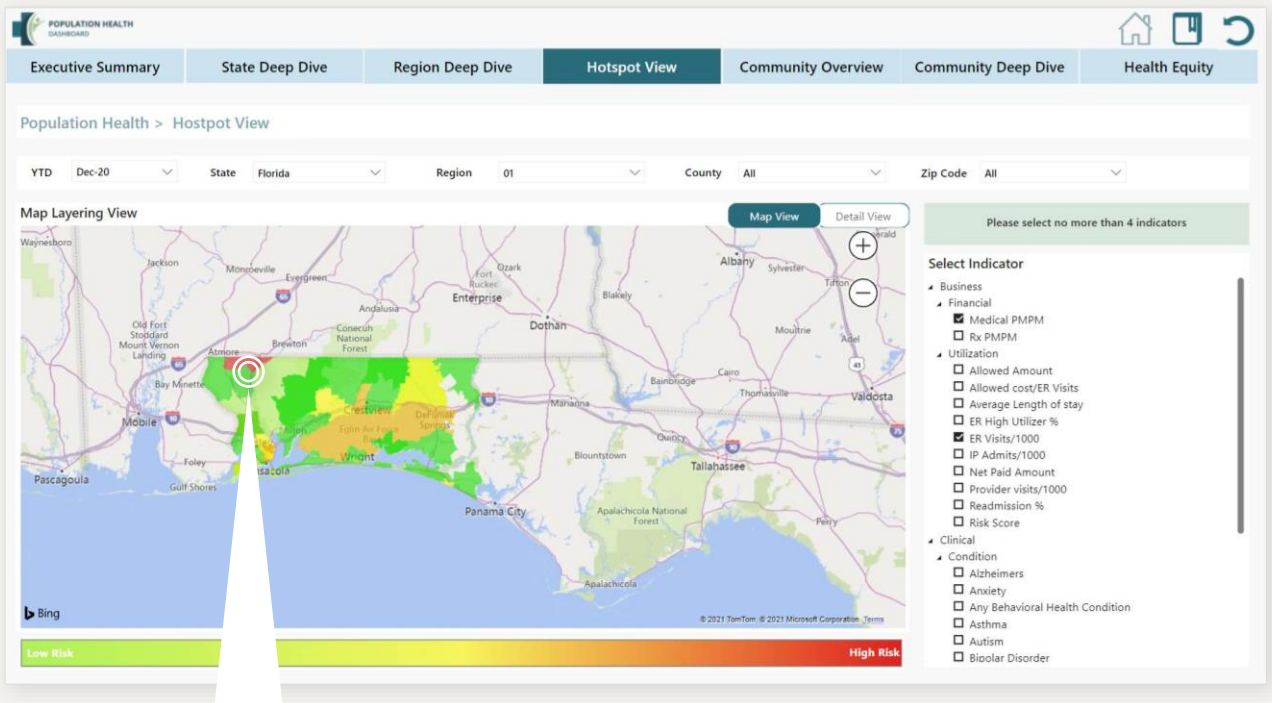 POPULATION HEALTH
DASHBOARD
Executive Summary
State Deep Dive
Region Deep Dive
Hotspot View
Community Overview
Community Deep Dive
Health Equity
Population Health > Hostpot View
YTD Dec-20
State Florida
Region 01
County All
Zip Code All
Map Layering View
Map View
Detail View
Please select no more than 4 indicators
Waynesboro
Jackson
Monroeville
Evergreen
Fort
Rucker
Ozark
Enterprise
Andalusia
Blakely
Albany
Sylvester
Tifton
Old Fort
Stoddard
Mount Vernon
Landing
Conecuh
National
Forest
Dothan
Moultrie
Adel
Atmore
Brewton
65
65
41
Bay Minette
Bainbridge
Cairo
Thomasville
Valdosta
Mobile
10
Crestview
DeFuniak
Springs
10
Marianna
Milton
Eglin Air Force
Quincy
75
10
Wright
Foley
Blountstown
Tallahassee
Pascagoula
Gulf Shores
Panama City
Apalachicola National
Forest
Perry
Apalachicola
Bing
© 2021 TomTom © 2021 Microsoft Corporation Terms
Low Risk
High Risk
Select Indicator
Business
Financial
Medical PMPM
Rx PMPM
Utilization
Allowed Amount
Allowed cost/ER Visits
Average Length of stay
ER High Utilizer %
ER Visits/1000
IP Admits/1000
Net Paid Amount
Provider visits/1000
Readmission %
Risk Score
Clinical
Condition
Alzheimers
Anxiety
Any Behavioral Health Condition
Asthma
Autism
Bipolar Disorder